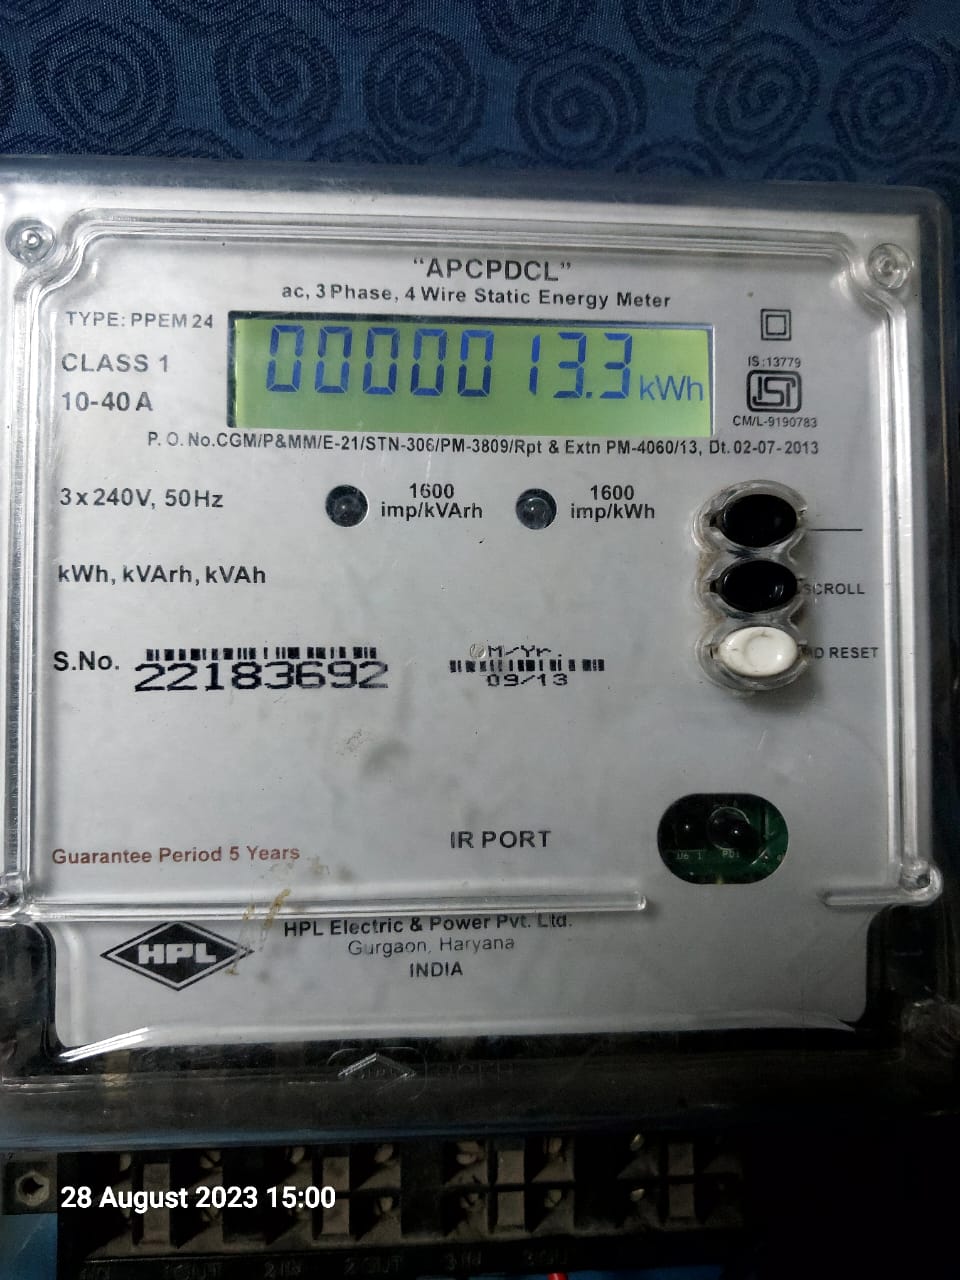 "APCPDCL"
ac, 3 Phase, 4 Wire Static Energy Meter
TYPE: PPEM 24
CLASS 1
10-40 A
0000013.3 kWh
IS:13779
ISI
CM/L-9190783
P. O. No.CGM/P&MM/E-21/STN-306/PM-3809/Rpt & Extn PM-4060/13, Dt. 02-07-2013
3 x 240V, 50Hz
1600
imp/kVArh
1600
imp/kWh
kWh, kVArh, kVAh
SCROLL
RESET
S.No. 22183692
M/Yr.
09/13
IR PORT
Guarantee Period 5 Years
HPL
HPL Electric & Power Pvt. Ltd.
Gurgaon, Haryana
INDIA
28 August 2023 15:00